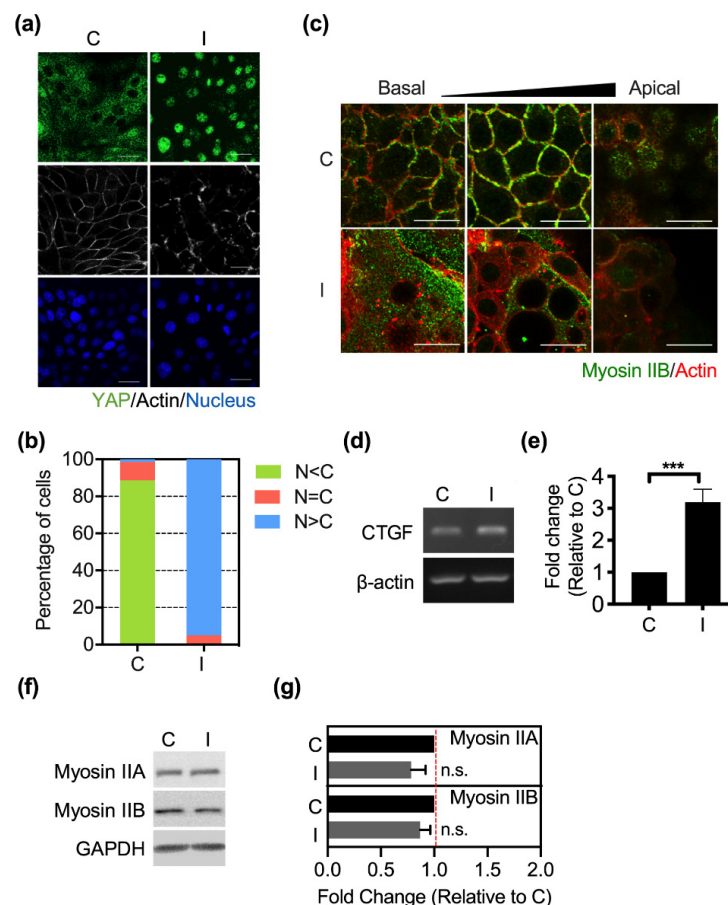 (a)
C I
YAP/Actin/Nucleus
(c)
Basal Apical
C
I
Myosin IIB/Actin
(b)
Percentage of cells
100
80
60
40
20
0
C I
N<C
N=C
N>C
(d)
C I
CTGF
β-actin
(e)
Fold change
(Relative to C)
4
3
2
1
0
***
C I
(f)
C I
Myosin IIA
Myosin IIB
GAPDH
(g)
C Myosin IIA
I n.s.
C Myosin IIB
I n.s.
0.0 0.5 1.0 1.5 2.0
Fold Change (Relative to C)